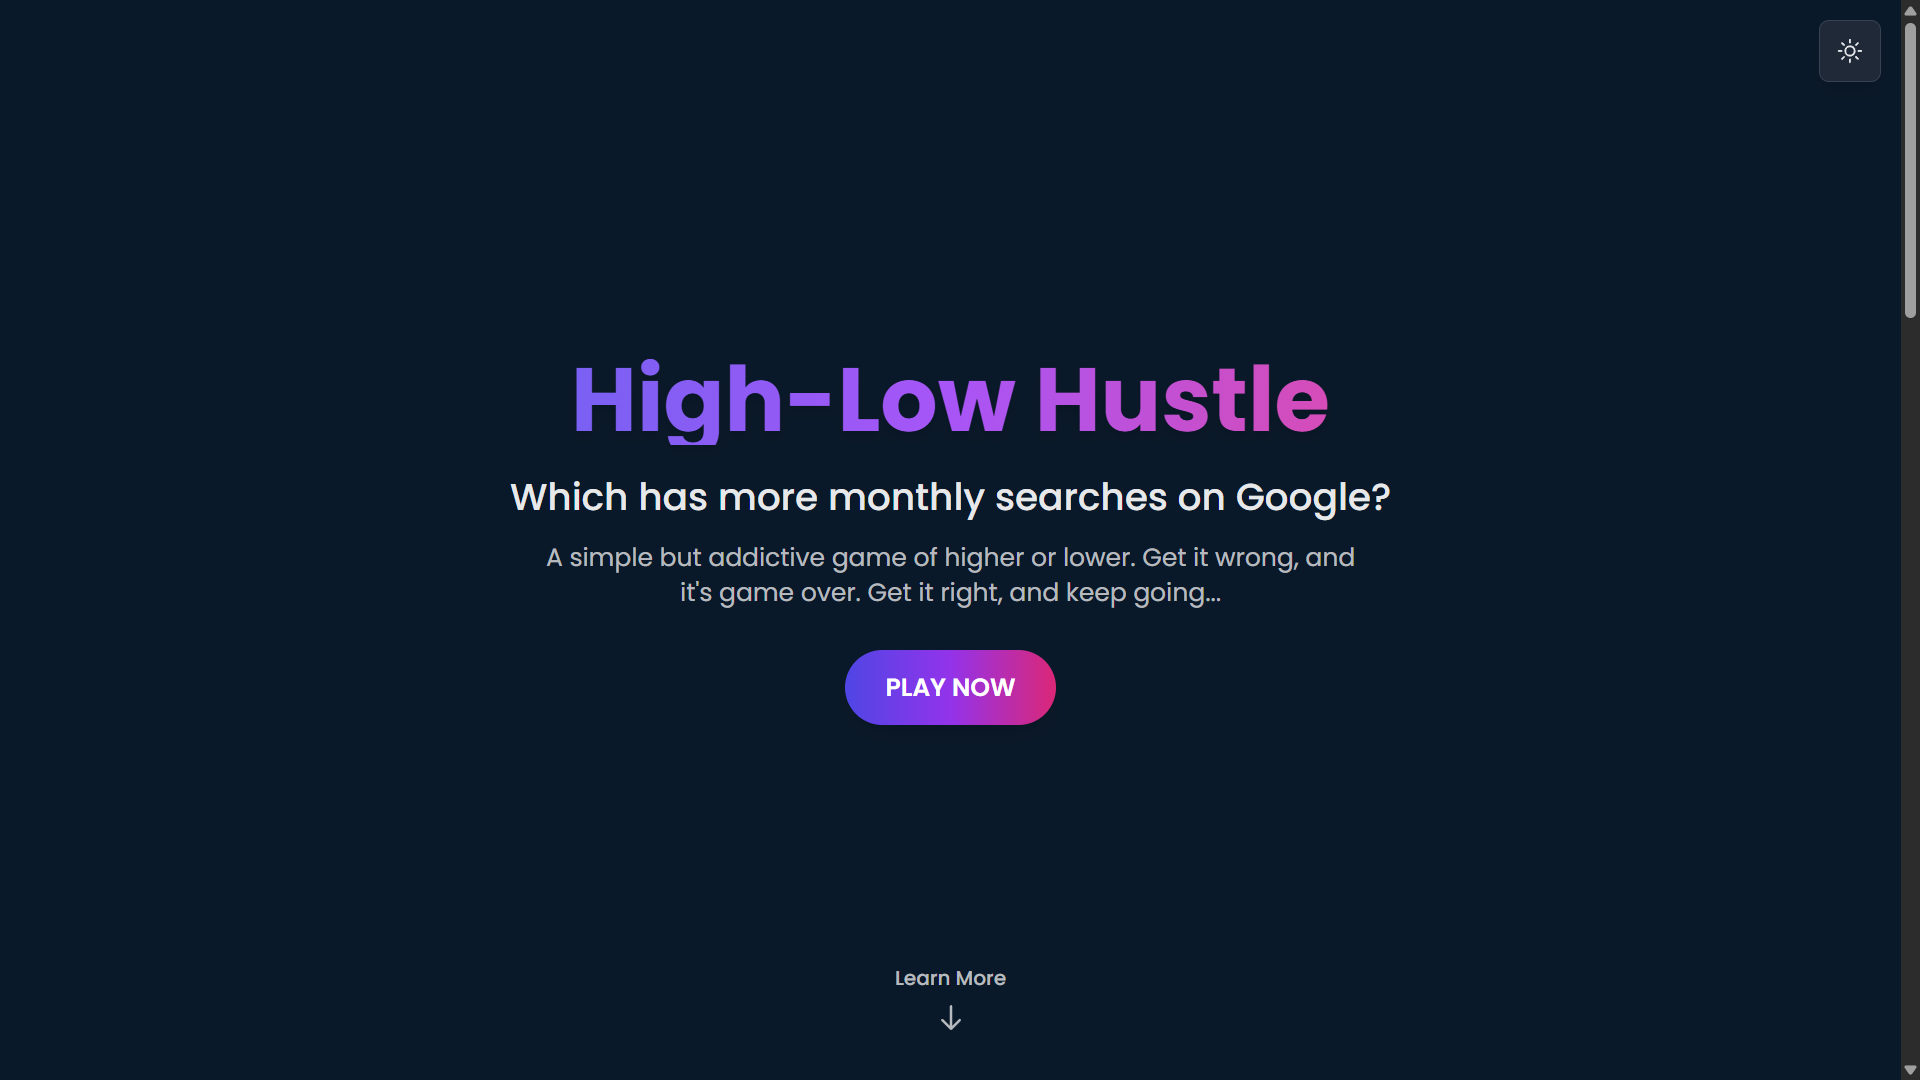 High-Low Hustle
Which has more monthly searches on Google?
A simple but addictive game of higher or lower. Get it wrong, and
it's game over. Get it right, and keep going...
PLAY NOW
Learn More